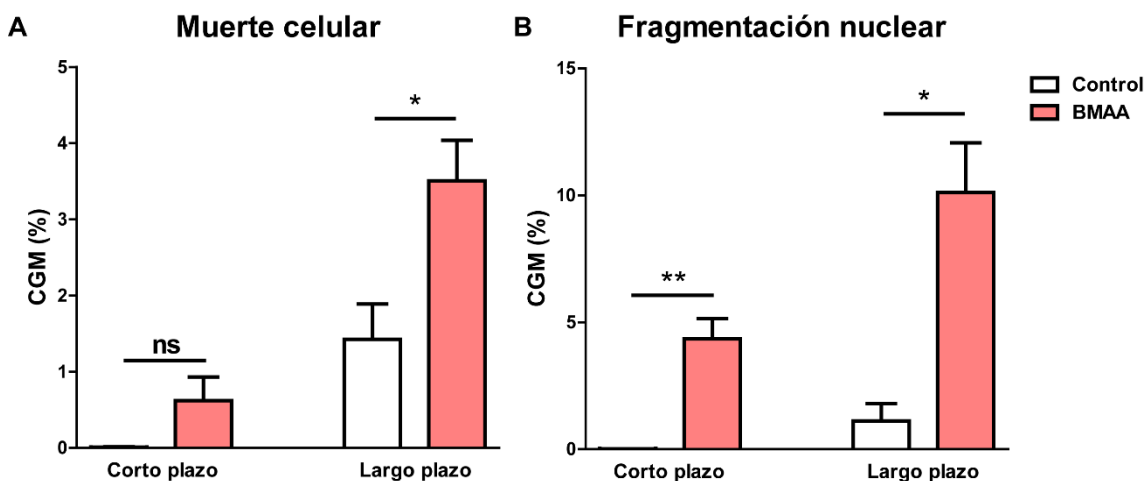 A
Muerte celular
CGM (%)
5
4
3
2
1
0
ns
*
Corto plazo
Largo plazo
B
Fragmentación nuclear
CGM (%)
15
10
5
0
**
*
Corto plazo
Largo plazo
Control
BMAA